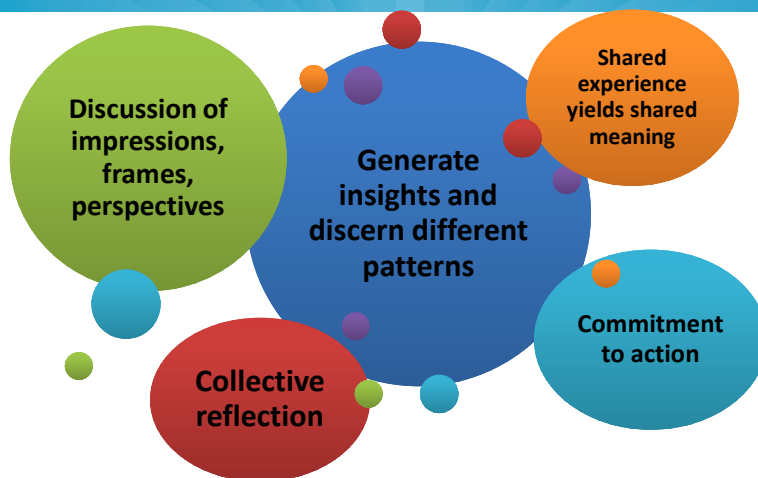 Discussion of
impressions,
frames,
perspectives
Generate
insights and
discern different
patterns
Shared
experience
yields shared
meaning
Commitment
to action
Collective
reflection